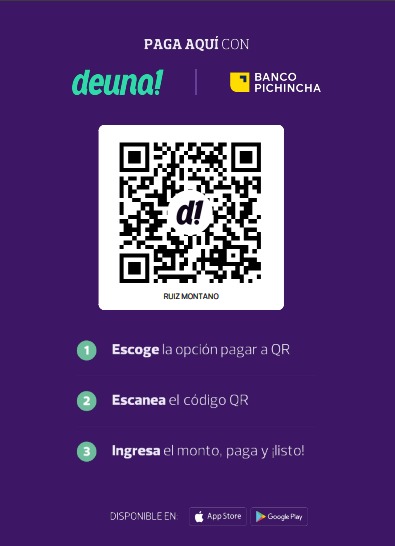 PAGA AQUÍ CON
deuna! BANCO PICHINCHA
d!
RUIZ MONTANO
1 Escoge la opción pagar a QR
2 Escanea el código QR
3 Ingresa el monto, paga y ¡listo!
DISPONIBLE EN: App Store Google Play